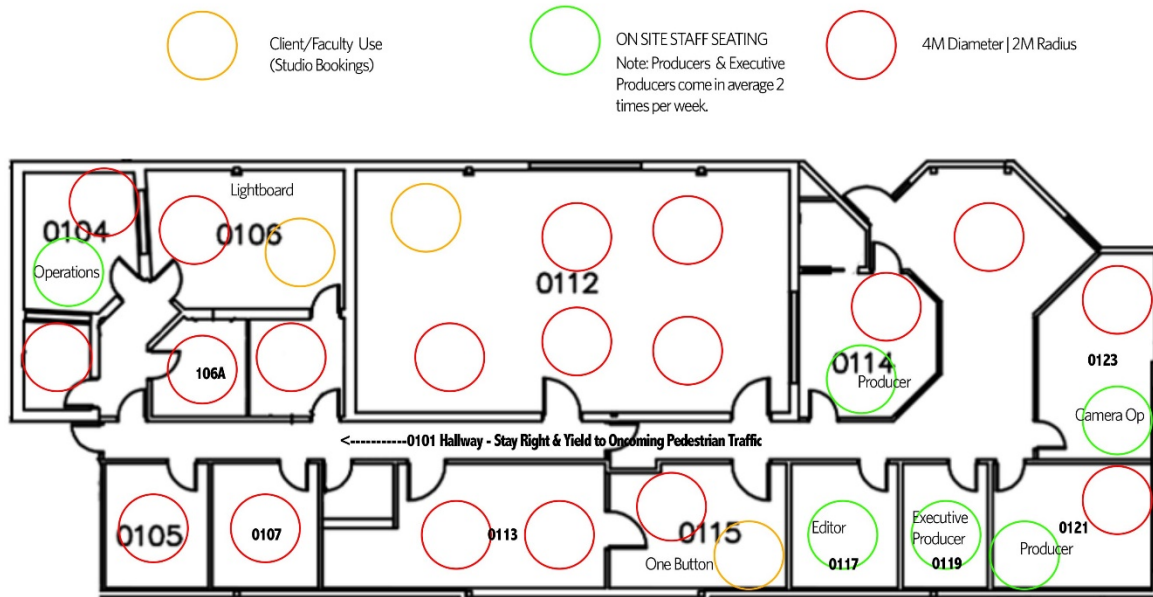 Client/Faculty Use
(Studio Bookings)
ON SITE STAFF SEATING
Note: Producers & Executive
Producers come in average 2
times per week.
4M Diameter | 2M Radius
Lightboard
0104
0106
Operations
0112
106A
0114
Producer
0123
Camera Op
<-----------0101 Hallway - Stay Right & Yield to Oncoming Pedestrian Traffic
0105
0107
0113
0115
One Button
Editor
0117
Executive
Producer
0119
0121
Producer